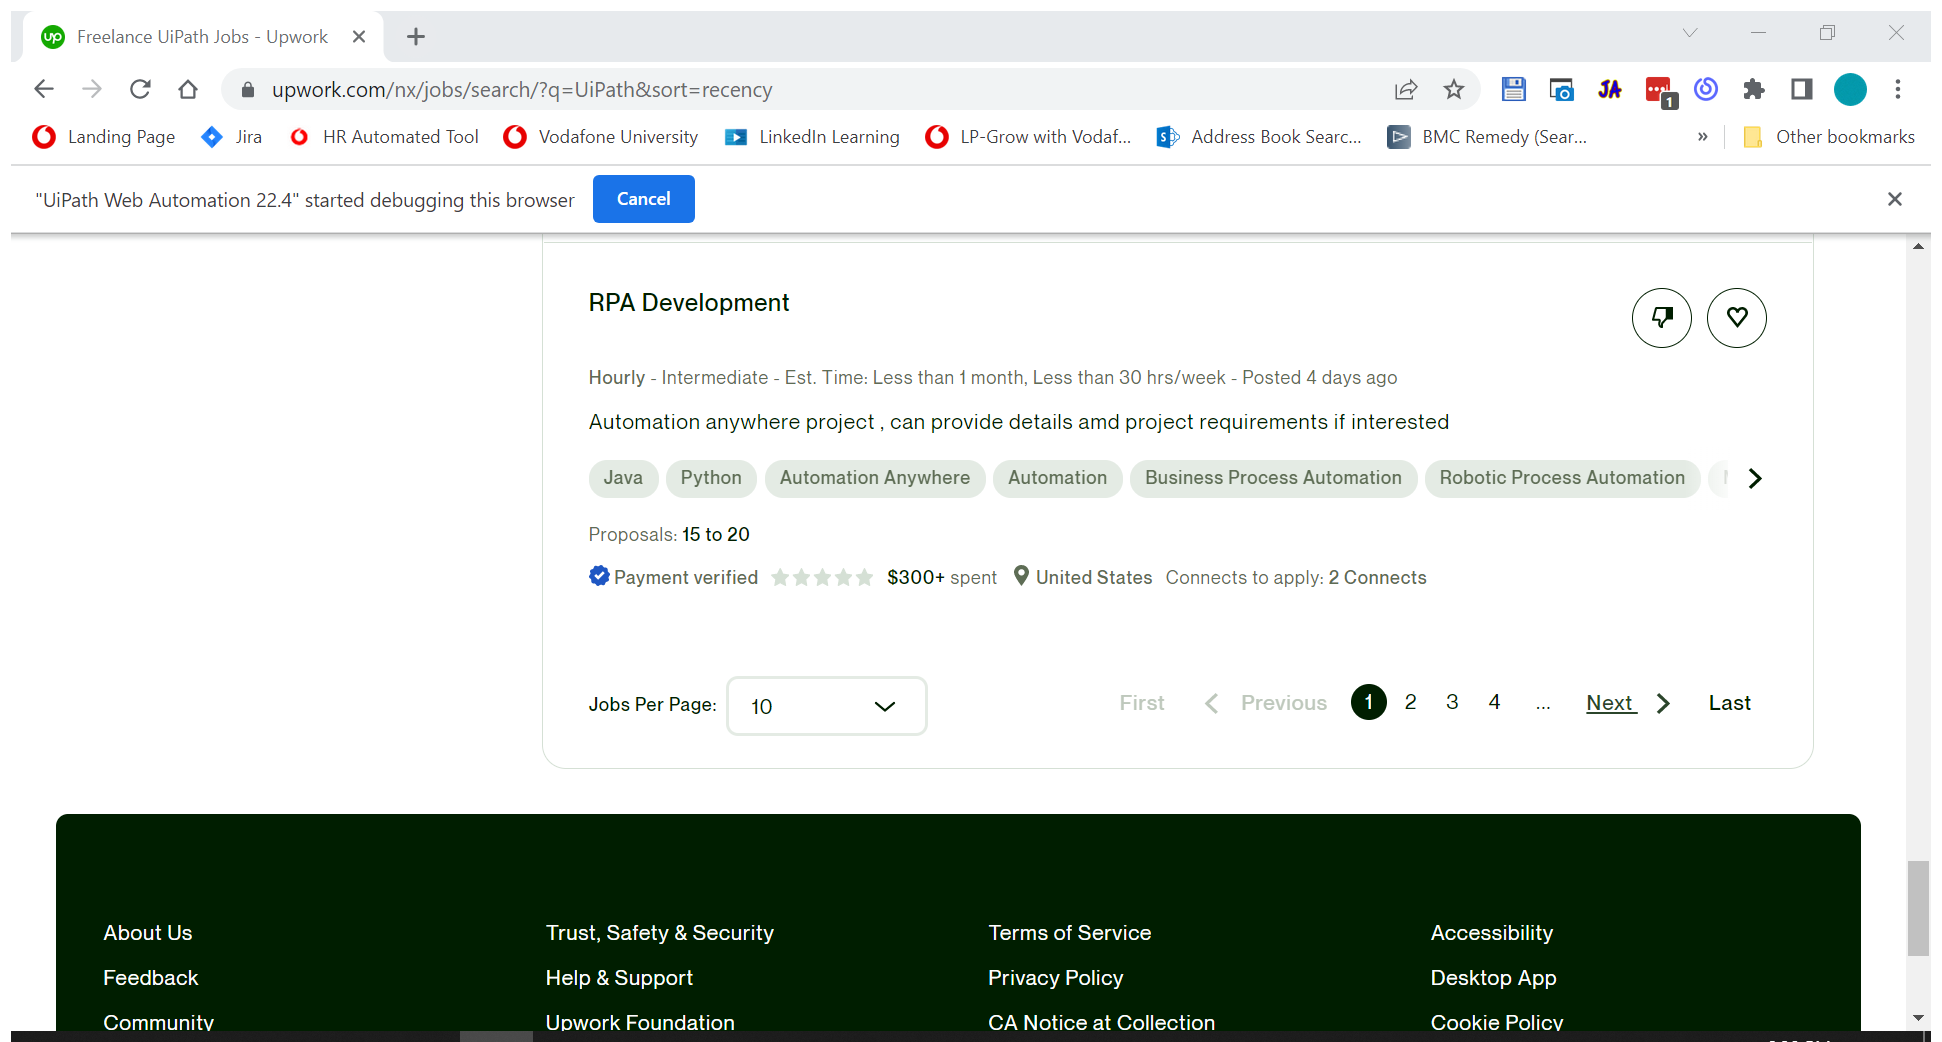 Freelance UiPath Jobs - Upwork
upwork.com/nx/jobs/search/?q=UiPath&sort=recency
JA
1
Landing Page
Jira
HR Automated Tool
Vodafone University
LinkedIn Learning
LP-Grow with Vodaf...
Address Book Searc...
BMC Remedy (Sear...
»
Other bookmarks
"UiPath Web Automation 22.4" started debugging this browser
Cancel
RPA Development
Hourly - Intermediate - Est. Time: Less than 1 month, Less than 30 hrs/week - Posted 4 days ago
Automation anywhere project , can provide details amd project requirements if interested
Java Python Automation Anywhere Automation Business Process Automation Robotic Process Automation
Proposals: 15 to 20
Payment verified $300+ spent United States Connects to apply: 2 Connects
Jobs Per Page: 10
First Previous 1 2 3 4 ... Next Last
About Us
Trust, Safety & Security
Terms of Service
Accessibility
Feedback
Help & Support
Privacy Policy
Desktop App
Community
Upwork Foundation
CA Notice at Collection
Cookie Policy